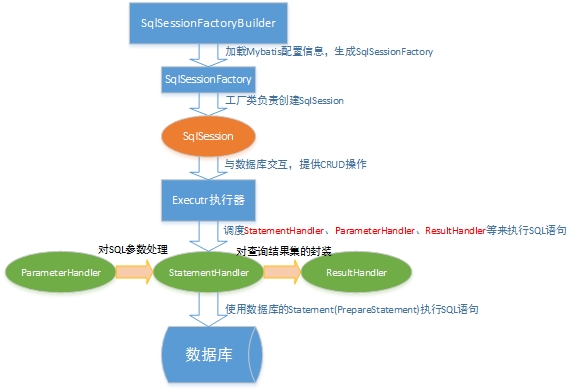 SqlSessionFactoryBuilder
加载Mybatis配置信息，生成SqlSessionFactory
SqlSessionFactory
工厂类负责创建SqlSession
SqlSession
与数据库交互，提供CRUD操作
Executr执行器
调度StatementHandler、ParameterHandler、ResultHandler等来执行SQL语句
对SQL参数处理
对查询结果集的封装
ParameterHandler
StatementHandler
ResultHandler
使用数据库的Statement(PrepareStatement)执行SQL语句
数据库